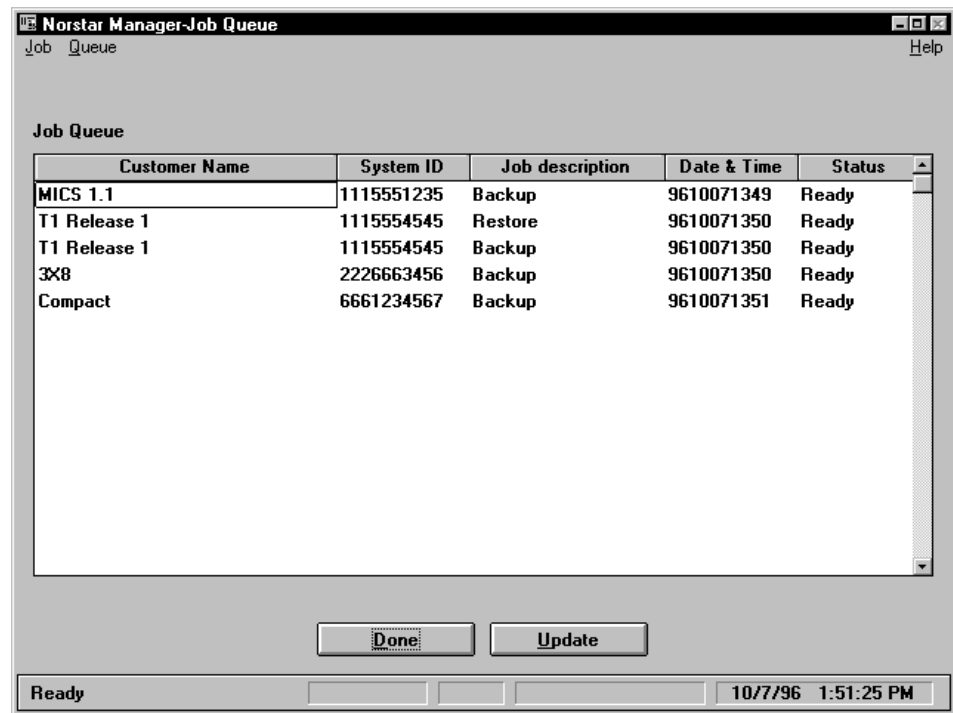 Norstar Manager-Job Queue
Job Queue Help
Job Queue
Customer Name System ID Job description Date & Time Status
MICS 1.1 1115551235 Backup 9610071349 Ready
T1 Release 1 1115554545 Restore 9610071350 Ready
T1 Release 1 1115554545 Backup 9610071350 Ready
3X8 2226663456 Backup 9610071350 Ready
Compact 6661234567 Backup 9610071351 Ready
Done Update
Ready 10/7/96 1:51:25 PM